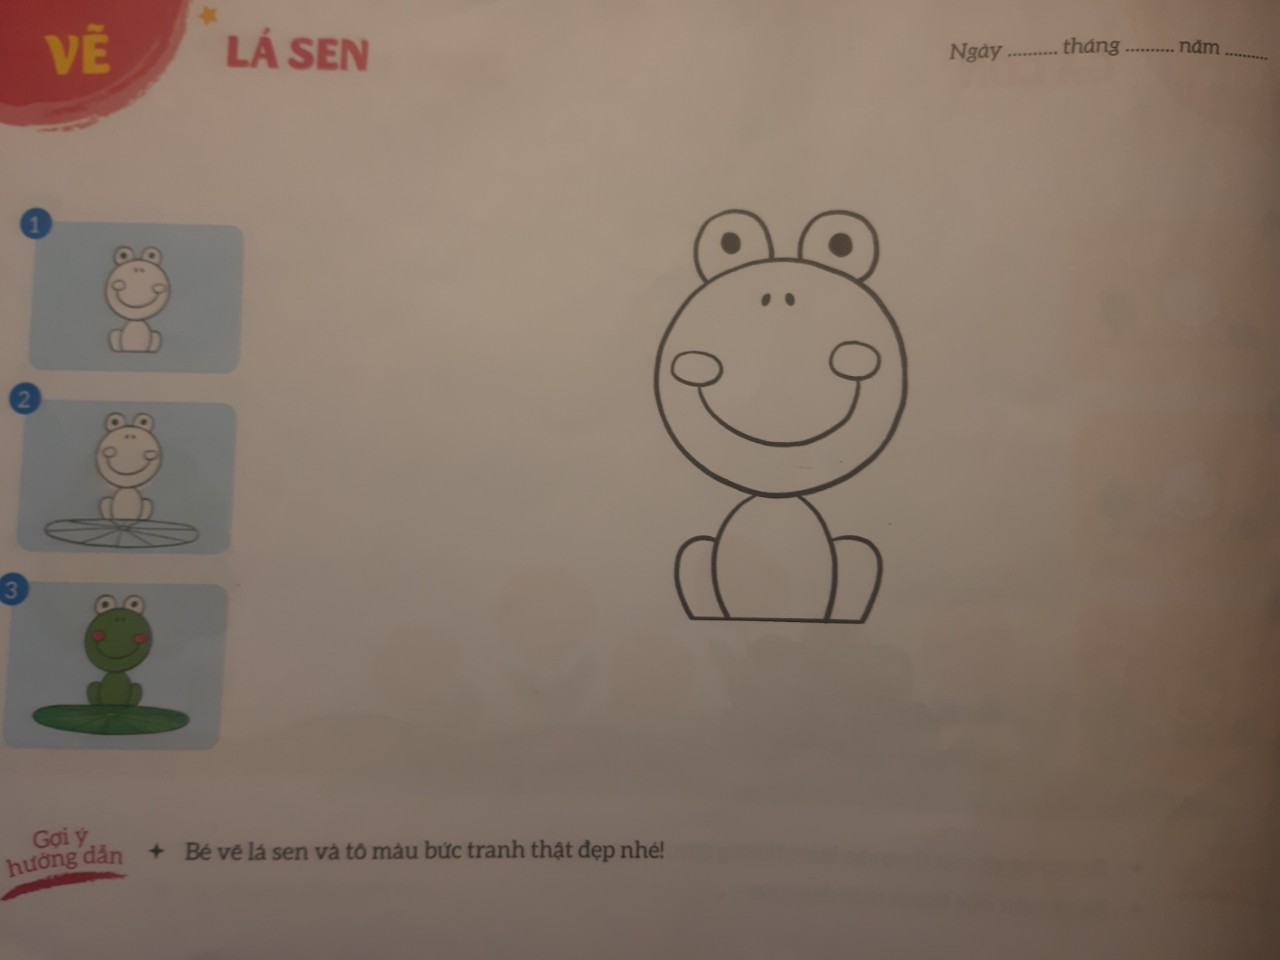 VẼ
LÁ SEN
Ngày .......... tháng .......... năm .........
1
2
3
Gợi ý
hướng dẫn
Bé vẽ lá sen và tô màu bức tranh thật đẹp nhé!